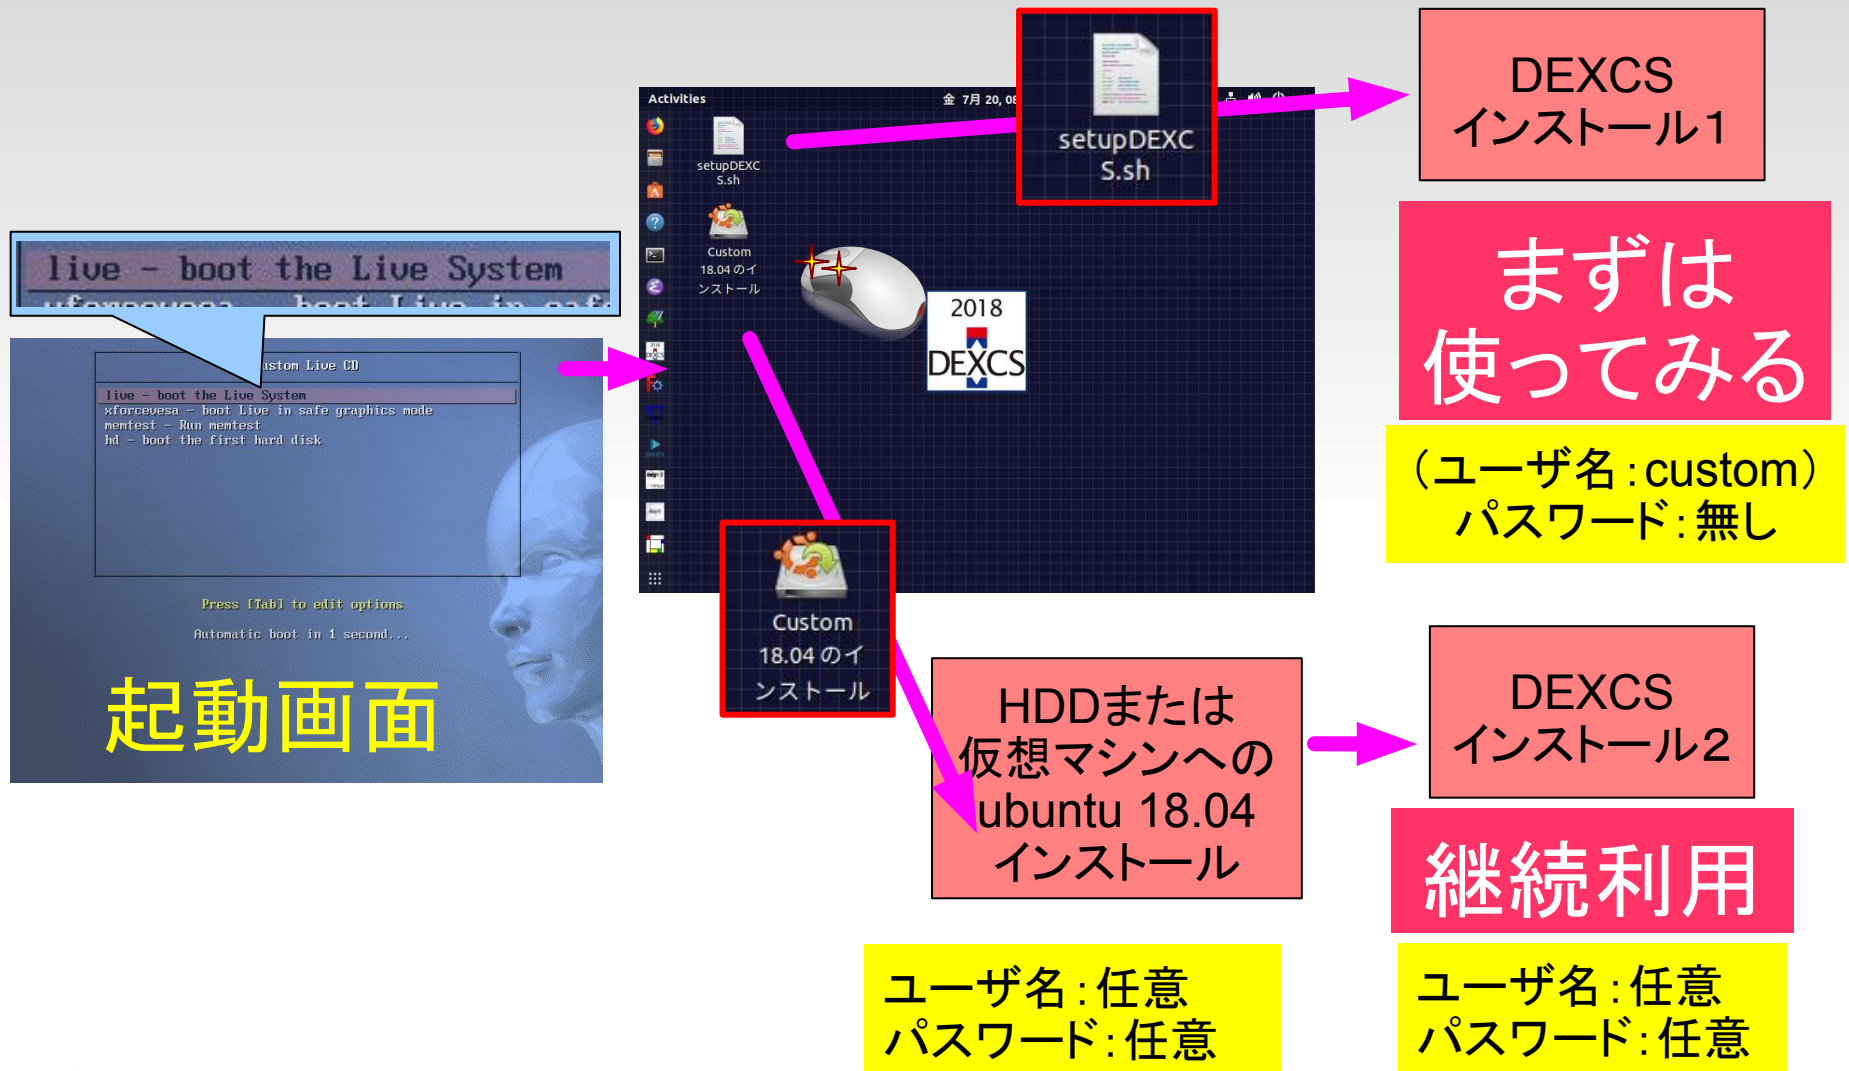 live - boot the Live System
ustom Live CD
live - boot the Live System
xforcevesa - boot Live in safe graphics mode
memtest - Run memtest
hd - boot the first hard disk
Press [Tab] to edit options
Automatic boot in 1 second...
起動画面
Activities
金 7月 20, 08
setupDEXC
S.sh
Custom
18.04 のイ
ンストール
2018
DEXCS
setupDEXC
S.sh
Custom
18.04 のイ
ンストール
DEXCS
インストール１
まずは
使ってみる
（ユーザ名：custom）
パスワード：無し
HDDまたは
仮想マシンへの
ubuntu 18.04
インストール
ユーザ名：任意
パスワード：任意
DEXCS
インストール２
継続利用
ユーザ名：任意
パスワード：任意